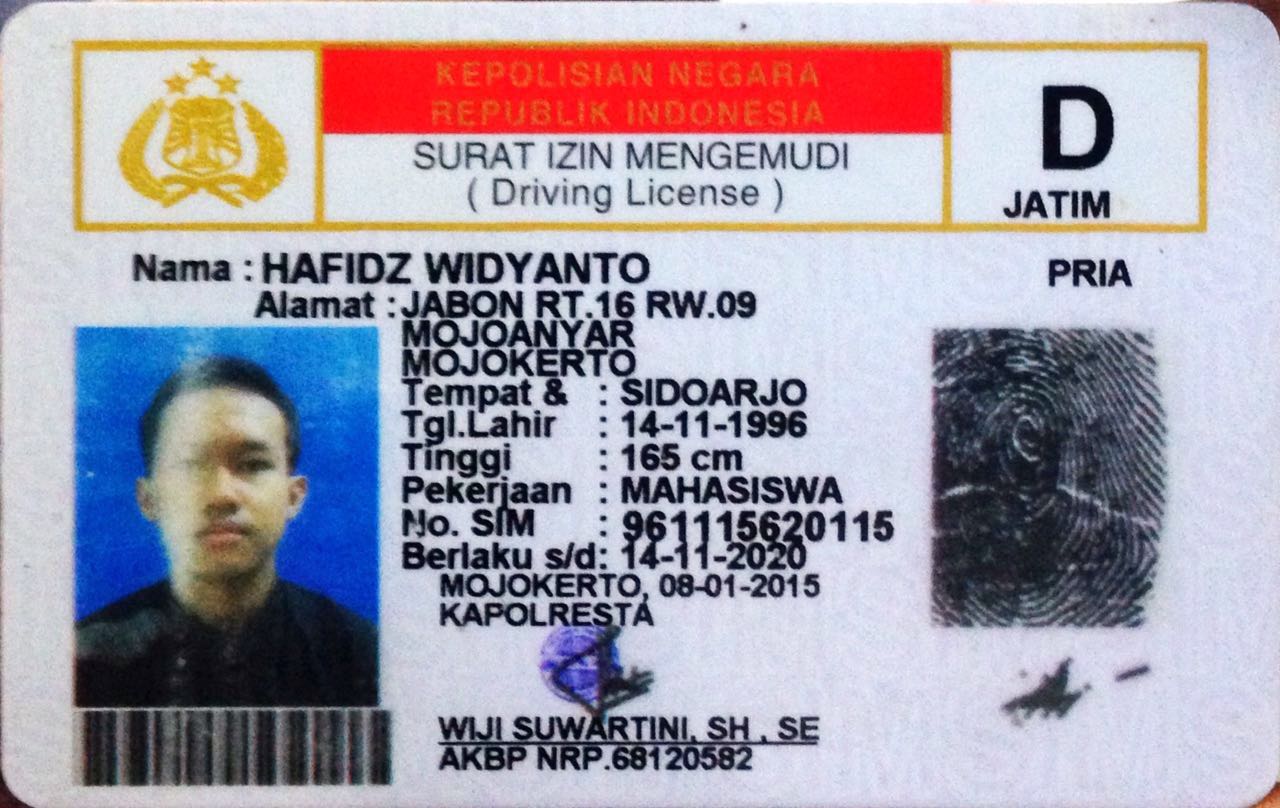 KEPOLISIAN NEGARA
REPUBLIK INDONESIA
SURAT IZIN MENGEMUDI
( Driving License )
D
JATIM
Nama : HAFIDZ WIDYANTO
PRIA
Alamat : JABON RT.16 RW.09
MOJOANYAR
MOJOKERTO
Tempat & : SIDOARJO
Tgl.Lahir : 14-11-1996
Tinggi : 165 cm
Pekerjaan : MAHASISWA
No. SIM : 961115620115
Berlaku s/d: 14-11-2020
MOJOKERTO, 08-01-2015
KAPOLRESTA
WIJI SUWARTINI, SH , SE
AKBP NRP.68120582